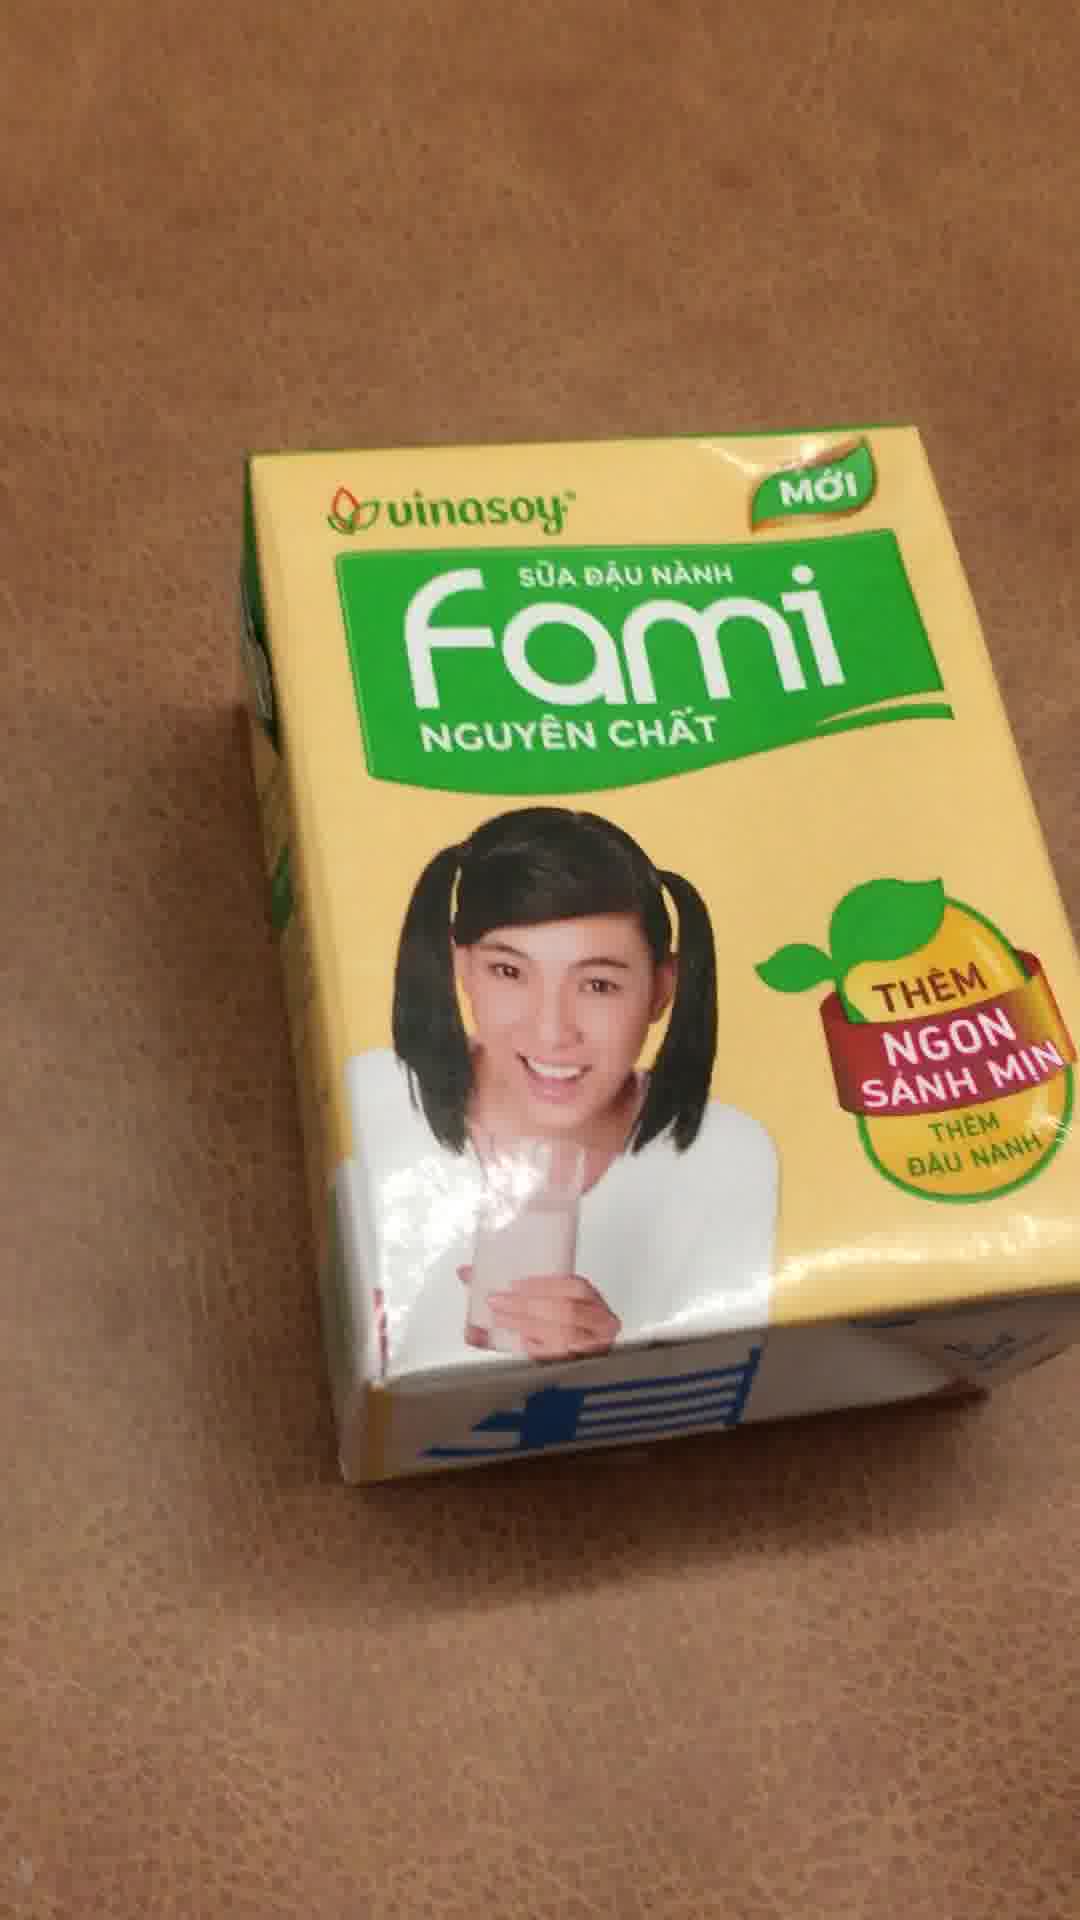 vinasoy
MỚI
SỮA ĐẬU NÀNH
Fami
NGUYÊN CHẤT
THÊM
NGON
SÁNH MỊN
THÊM
ĐẬU NÀNH